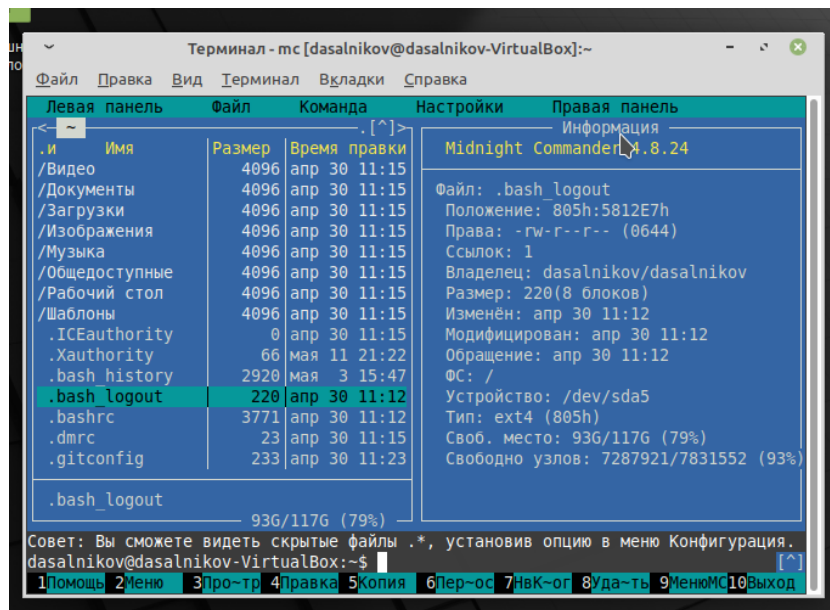 Терминал - mc [dasalnikov@dasalnikov-VirtualBox]:~
Файл Правка Вид Терминал Вкладки Справка
Левая панель Файл Команда Настройки Правая панель
<- ~ .[^]>
.и Имя Размер Время правки
/Видео 4096 апр 30 11:15
/Документы 4096 апр 30 11:15
/Загрузки 4096 апр 30 11:15
/Изображения 4096 апр 30 11:15
/Музыка 4096 апр 30 11:15
/Общедоступные 4096 апр 30 11:15
/Рабочий стол 4096 апр 30 11:15
/Шаблоны 4096 апр 30 11:15
.ICEauthority 0 апр 30 11:15
.Xauthority 66 мая 11 21:22
.bash_history 2920 мая 3 15:47
.bash_logout 220 апр 30 11:12
.bashrc 3771 апр 30 11:12
.dmrc 23 апр 30 11:15
.gitconfig 233 апр 30 11:23
.bash_logout
93G/117G (79%)
Информация
Midnight Commander 4.8.24
Файл: .bash_logout
Положение: 805h:5812E7h
Права: -rw-r--r-- (0644)
Ссылок: 1
Владелец: dasalnikov/dasalnikov
Размер: 220(8 блоков)
Изменён: апр 30 11:12
Модифицирован: апр 30 11:12
Обращение: апр 30 11:12
ФС: /
Устройство: /dev/sda5
Тип: ext4 (805h)
Своб. место: 93G/117G (79%)
Свободно узлов: 7287921/7831552 (93%)
Совет: Вы сможете видеть скрытые файлы .*, установив опцию в меню Конфигурация.
dasalnikov@dasalnikov-VirtualBox:~$ [^]
1Помощь 2Меню 3Про~тр 4Правка 5Копия 6Пер~ос 7НвК~ог 8Уда~ть 9МенюMC 10Выход